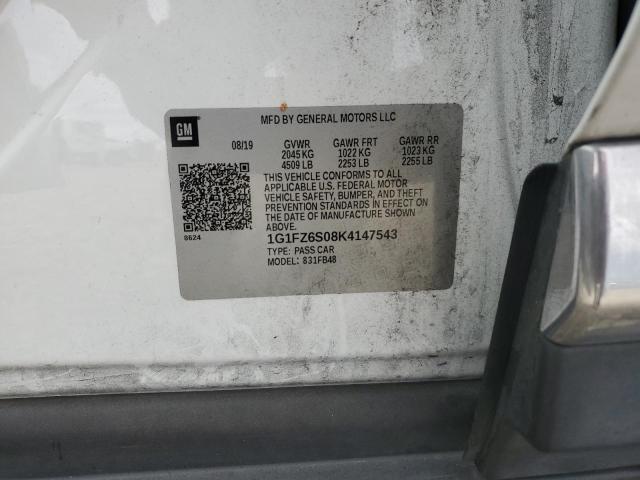 MFD BY GENERAL MOTORS LLC
GM
08/19 GVWR GAWR FRT GAWR RR
2045 KG 1022 KG 1023 KG
4509 LB 2253 LB 2255 LB
THIS VEHICLE CONFORMS TO ALL
APPLICABLE U.S. FEDERAL MOTOR
VEHICLE SAFETY, BUMPER, AND THEFT
PREVENTION STANDARDS IN EFFECT ON
THE DATE OF MANUFACTURE SHOWN
ABOVE.
8624
1G1FZ6S08K4147543
TYPE: PASS CAR
MODEL: 831FB48